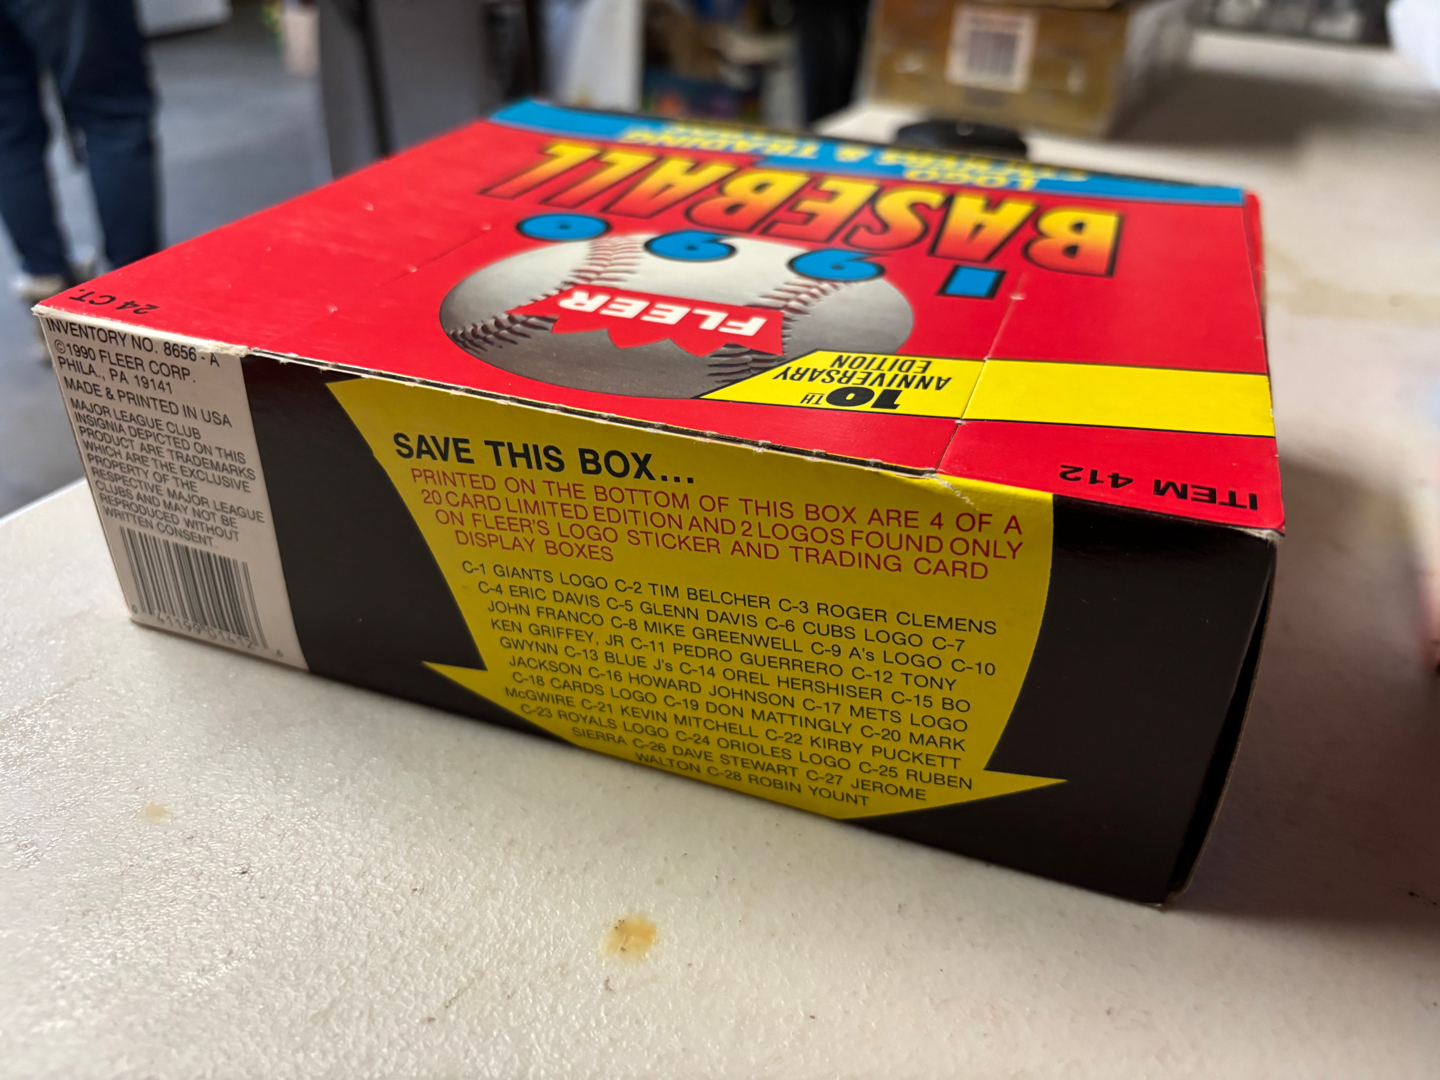 LOGO
STICKERS & TRADING
BASEBALL
1990
FLEER
10TH
ANNIVERSARY
EDITION
24 CT.
ITEM 412
INVENTORY NO. 8656 - A
©1990 FLEER CORP.
PHILA., PA 19141
MADE & PRINTED IN USA
MAJOR LEAGUE CLUB
INSIGNIA DEPICTED ON THIS
PRODUCT ARE TRADEMARKS
WHICH ARE THE EXCLUSIVE
PROPERTY OF THE
RESPECTIVE MAJOR LEAGUE
CLUBS AND MAY NOT BE
REPRODUCED WITHOUT
WRITTEN CONSENT.
SAVE THIS BOX...
PRINTED ON THE BOTTOM OF THIS BOX ARE 4 OF A
20 CARD LIMITED EDITION AND 2 LOGOS FOUND ONLY
ON FLEER'S LOGO STICKER AND TRADING CARD
DISPLAY BOXES
C-1 GIANTS LOGO C-2 TIM BELCHER C-3 ROGER CLEMENS
C-4 ERIC DAVIS C-5 GLENN DAVIS C-6 CUBS LOGO C-7
JOHN FRANCO C-8 MIKE GREENWELL C-9 A's LOGO C-10
KEN GRIFFEY, JR C-11 PEDRO GUERRERO C-12 TONY
GWYNN C-13 BLUE J's C-14 OREL HERSHISER C-15 BO
JACKSON C-16 HOWARD JOHNSON C-17 METS LOGO
C-18 CARDS LOGO C-19 DON MATTINGLY C-20 MARK
McGWIRE C-21 KEVIN MITCHELL C-22 KIRBY PUCKETT
C-23 ROYALS LOGO C-24 ORIOLES LOGO C-25 RUBEN
SIERRA C-26 DAVE STEWART C-27 JEROME
WALTON C-28 ROBIN YOUNT